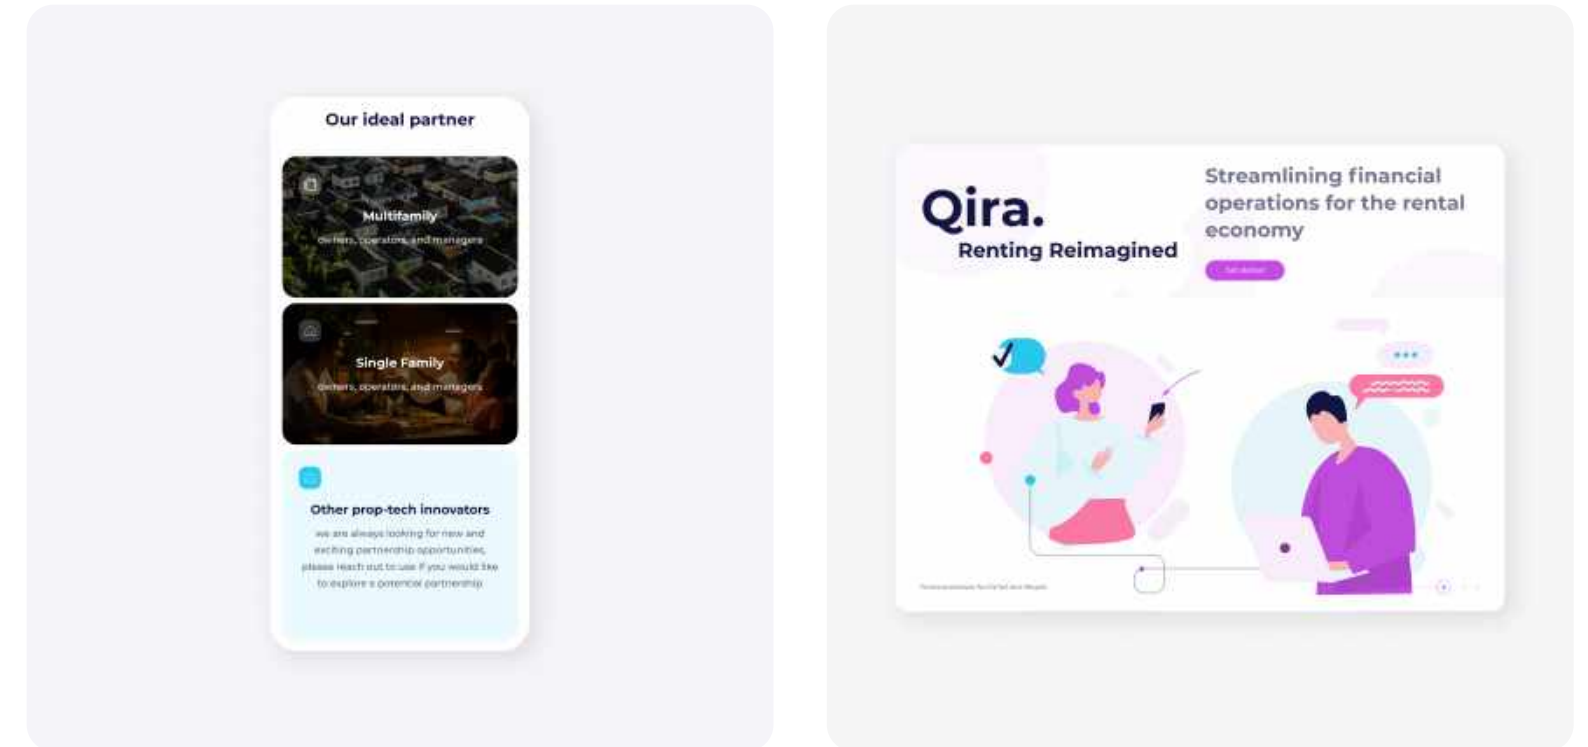 Our ideal partner
Multifamily
owners, operators, and managers
Single Family
owners, operators, and managers
Other prop-tech innovators
we are always looking for new and
exciting partnership opportunities,
please reach out to use if you would like
to explore a potential partnership
Qira.
Renting Reimagined
Streamlining financial
operations for the rental
economy
Get started